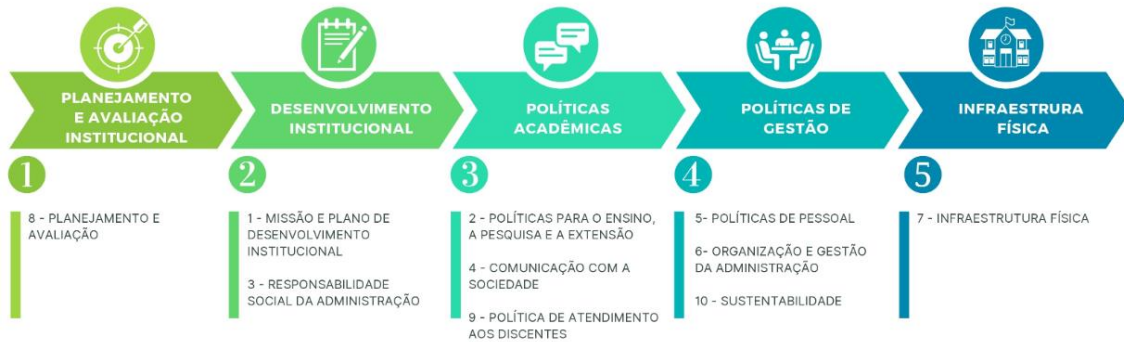 PLANEJAMENTO
E AVALIAÇÃO
INSTITUCIONAL
DESENVOLVIMENTO
INSTITUCIONAL
POLÍTICAS
ACADÊMICAS
POLÍTICAS DE
GESTÃO
INFRAESTRURA
FÍSICA
1
8 - PLANEJAMENTO E
AVALIAÇÃO
2
1 - MISSÃO E PLANO DE
DESENVOLVIMENTO
INSTITUCIONAL
3 - RESPONSABILIDADE
SOCIAL DA ADMINISTRAÇÃO
3
2 - POLÍTICAS PARA O ENSINO,
A PESQUISA E A EXTENSÃO
4 - COMUNICAÇÃO COM A
SOCIEDADE
9 - POLÍTICA DE ATENDIMENTO
AOS DISCENTES
4
5- POLÍTICAS DE PESSOAL
6- ORGANIZAÇÃO E GESTÃO
DA ADMINISTRAÇÃO
10 - SUSTENTABILIDADE
5
7 - INFRAESTRUTURA FÍSICA